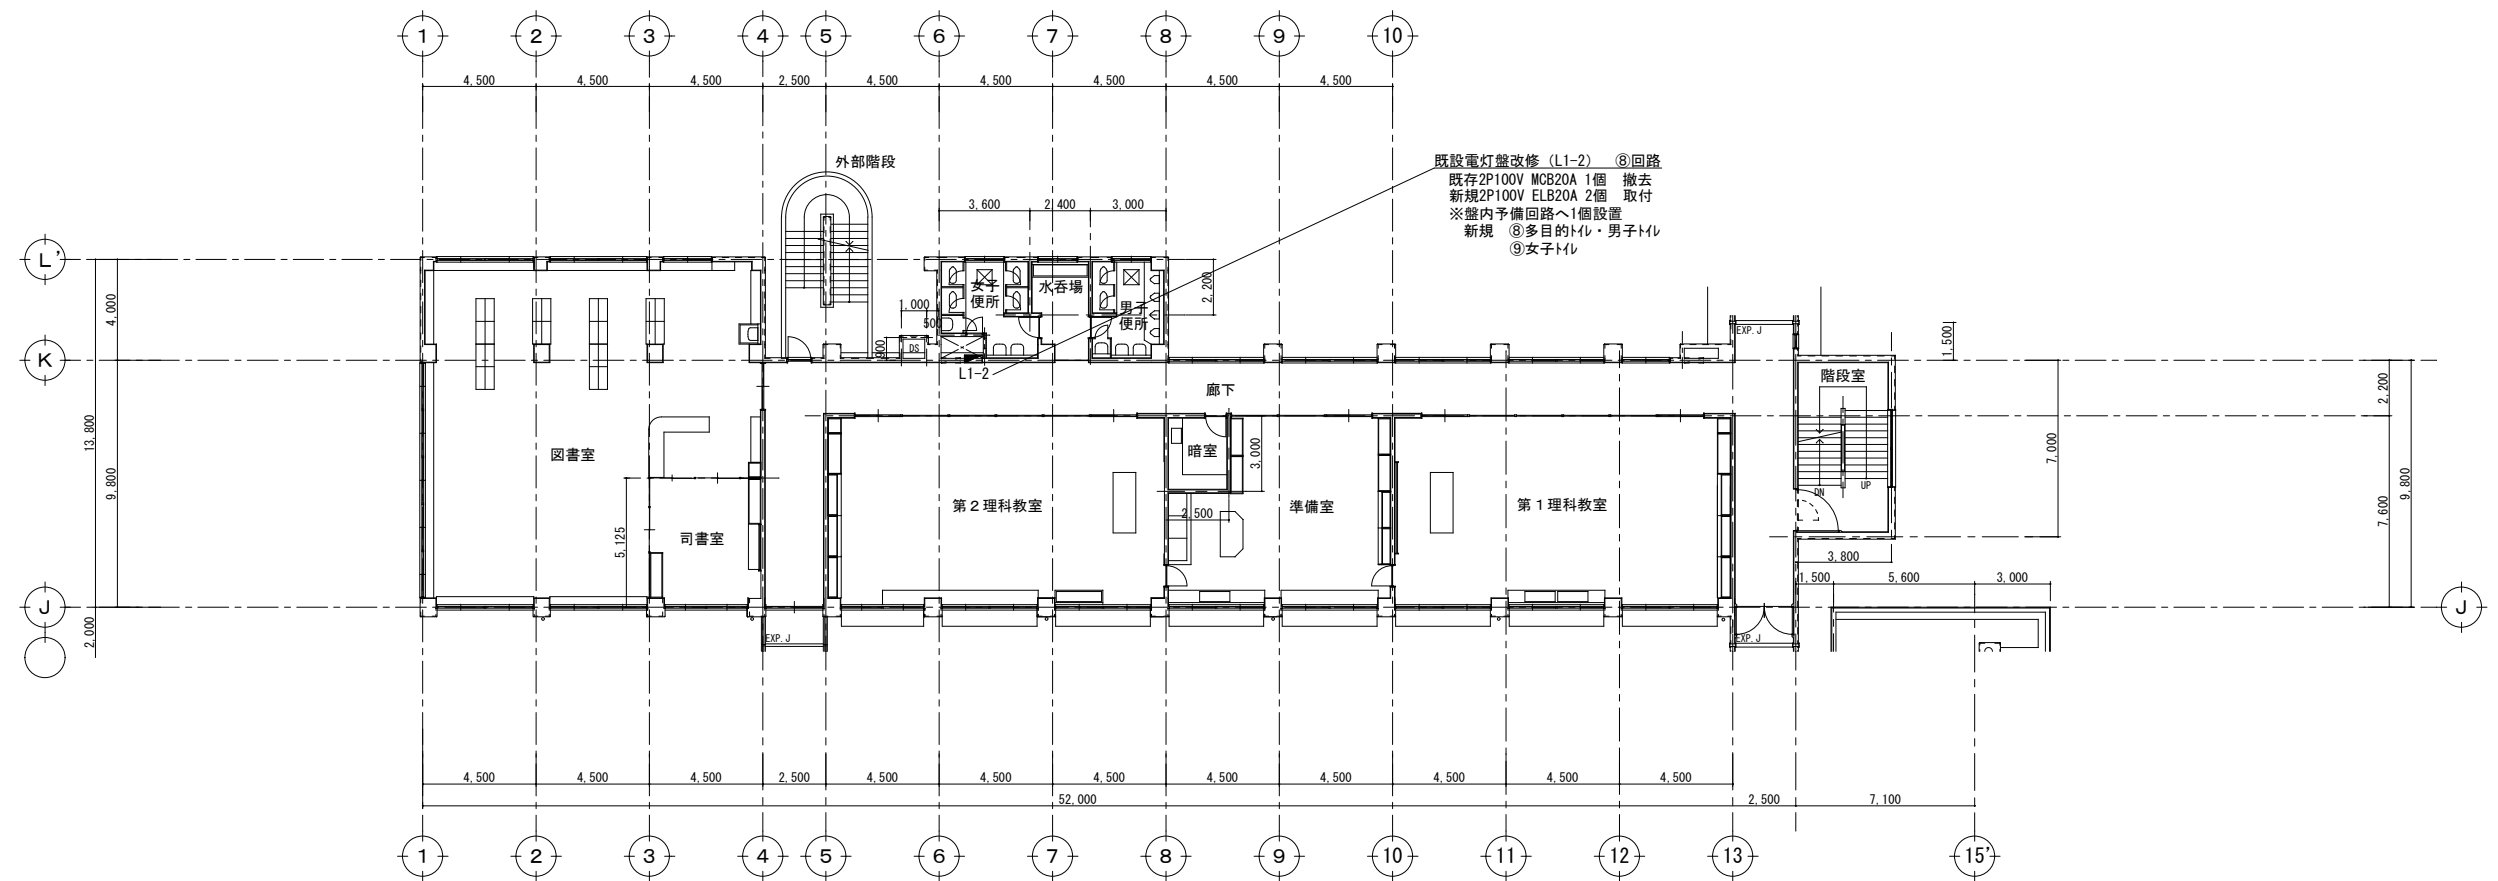 1 2 3 4 5 6 7 8 9 10
4,500 4,500 4,500 2,500 4,500 4,500 4,500 4,500 4,500
外部階段
既設電灯盤改修（L1-2） ⑧回路
既存2P100V MCB20A 1個 撤去
新規2P100V ELB20A 2個 取付
※盤内予備回路へ1個設置
新規 ⑧多目的ﾄｲﾚ・男子ﾄｲﾚ
⑨女子ﾄｲﾚ
3,600 2,400 3,000
L'
女子
便所
水呑場
男子
便所
2,200
1,000
500
900
DS
L1-2
4,000
13,800
9,800
2,000
K
EXP.J
1,500
廊下
階段室
DN
UP
2,200
7,000
7,600
9,800
図書室
司書室
5,125
第２理科教室
暗室
3,000
2,500
準備室
第１理科教室
3,800
1,500 5,600 3,000
J
J
EXP.J
EXP.J
4,500 4,500 4,500 2,500 4,500 4,500 4,500 4,500 4,500 4,500 4,500 4,500
52,000 2,500 7,100
1 2 3 4 5 6 7 8 9 10 11 12 13 15'